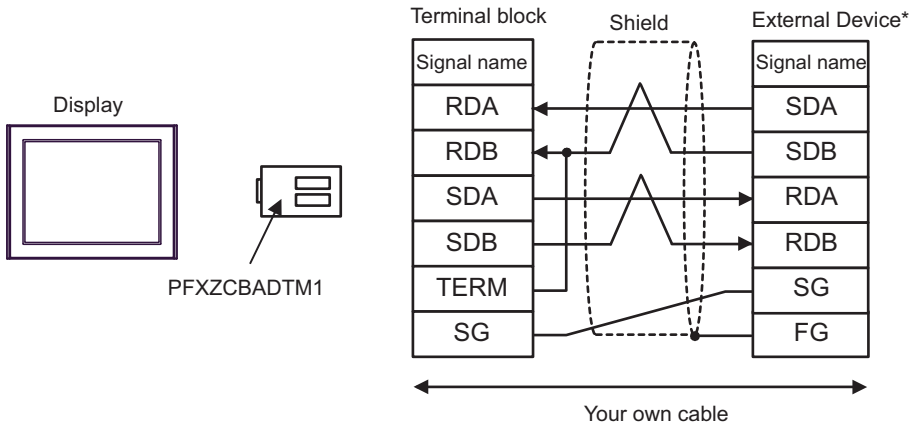 Display
PFXZCBADTM1
Terminal block
Shield
External Device*
Signal name
Signal name
RDA
SDA
RDB
SDB
SDA
RDA
SDB
RDB
TERM
SG
SG
FG
Your own cable